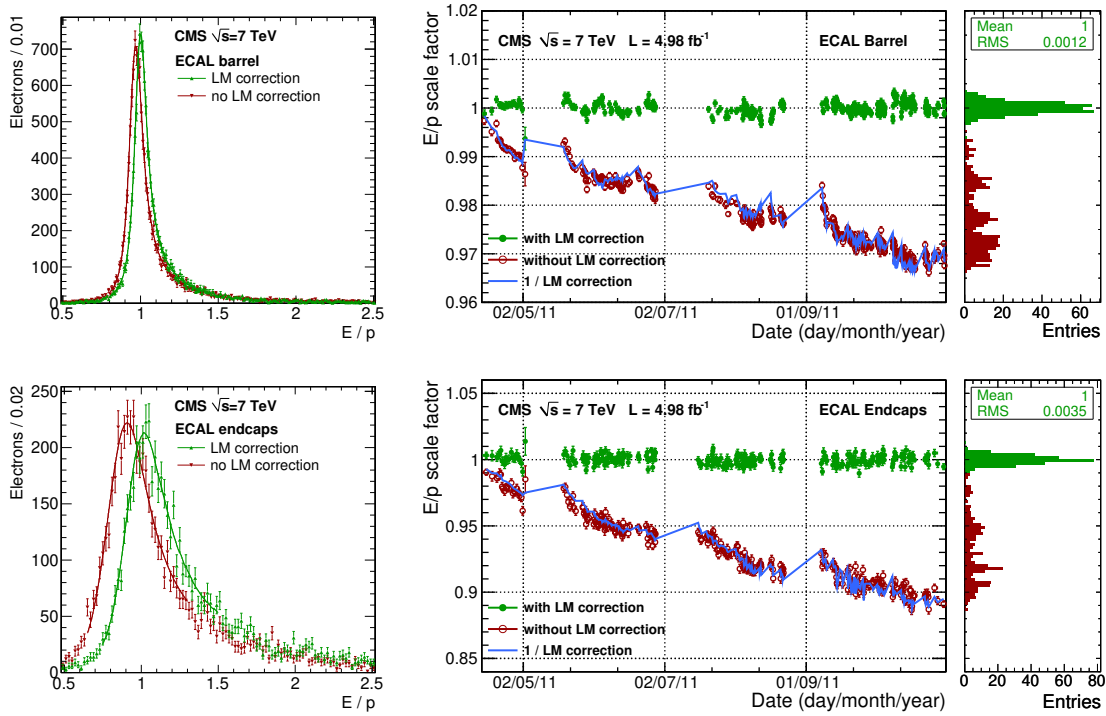 CMS √s=7 TeV
ECAL barrel
LM correction
no LM correction
Electrons / 0.01
700
600
500
400
300
200
100
0
0.5 1 1.5 2 2.5
E / p
CMS √s = 7 TeV L = 4.98 fb-1 ECAL Barrel
E/p scale factor
1.02
1.01
1
0.99
0.98
0.97
0.96
with LM correction
without LM correction
1 / LM correction
02/05/11 02/07/11 01/09/11
Date (day/month/year)
Mean 1
RMS 0.0012
0 20 40 60 80
Entries
CMS √s=7 TeV
ECAL endcaps
LM correction
no LM correction
Electrons / 0.02
250
200
150
100
50
0
0.5 1 1.5 2 2.5
E / p
CMS √s = 7 TeV L = 4.98 fb-1 ECAL Endcaps
E/p scale factor
1.05
1
0.95
0.9
0.85
with LM correction
without LM correction
1 / LM correction
02/05/11 02/07/11 01/09/11
Date (day/month/year)
Mean 1
RMS 0.0035
0 20 40 60 80
Entries